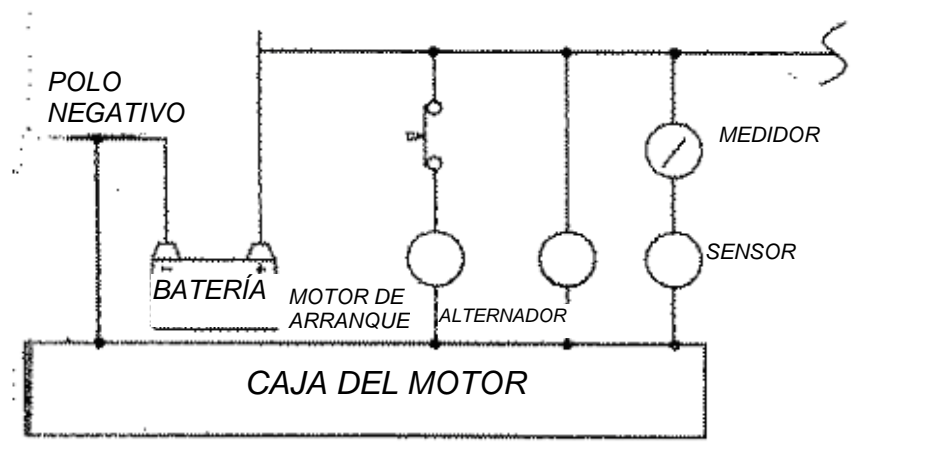 POLO
NEGATIVO
MEDIDOR
SENSOR
- +
BATERÍA
MOTOR DE
ARRANQUE
ALTERNADOR
CAJA DEL MOTOR